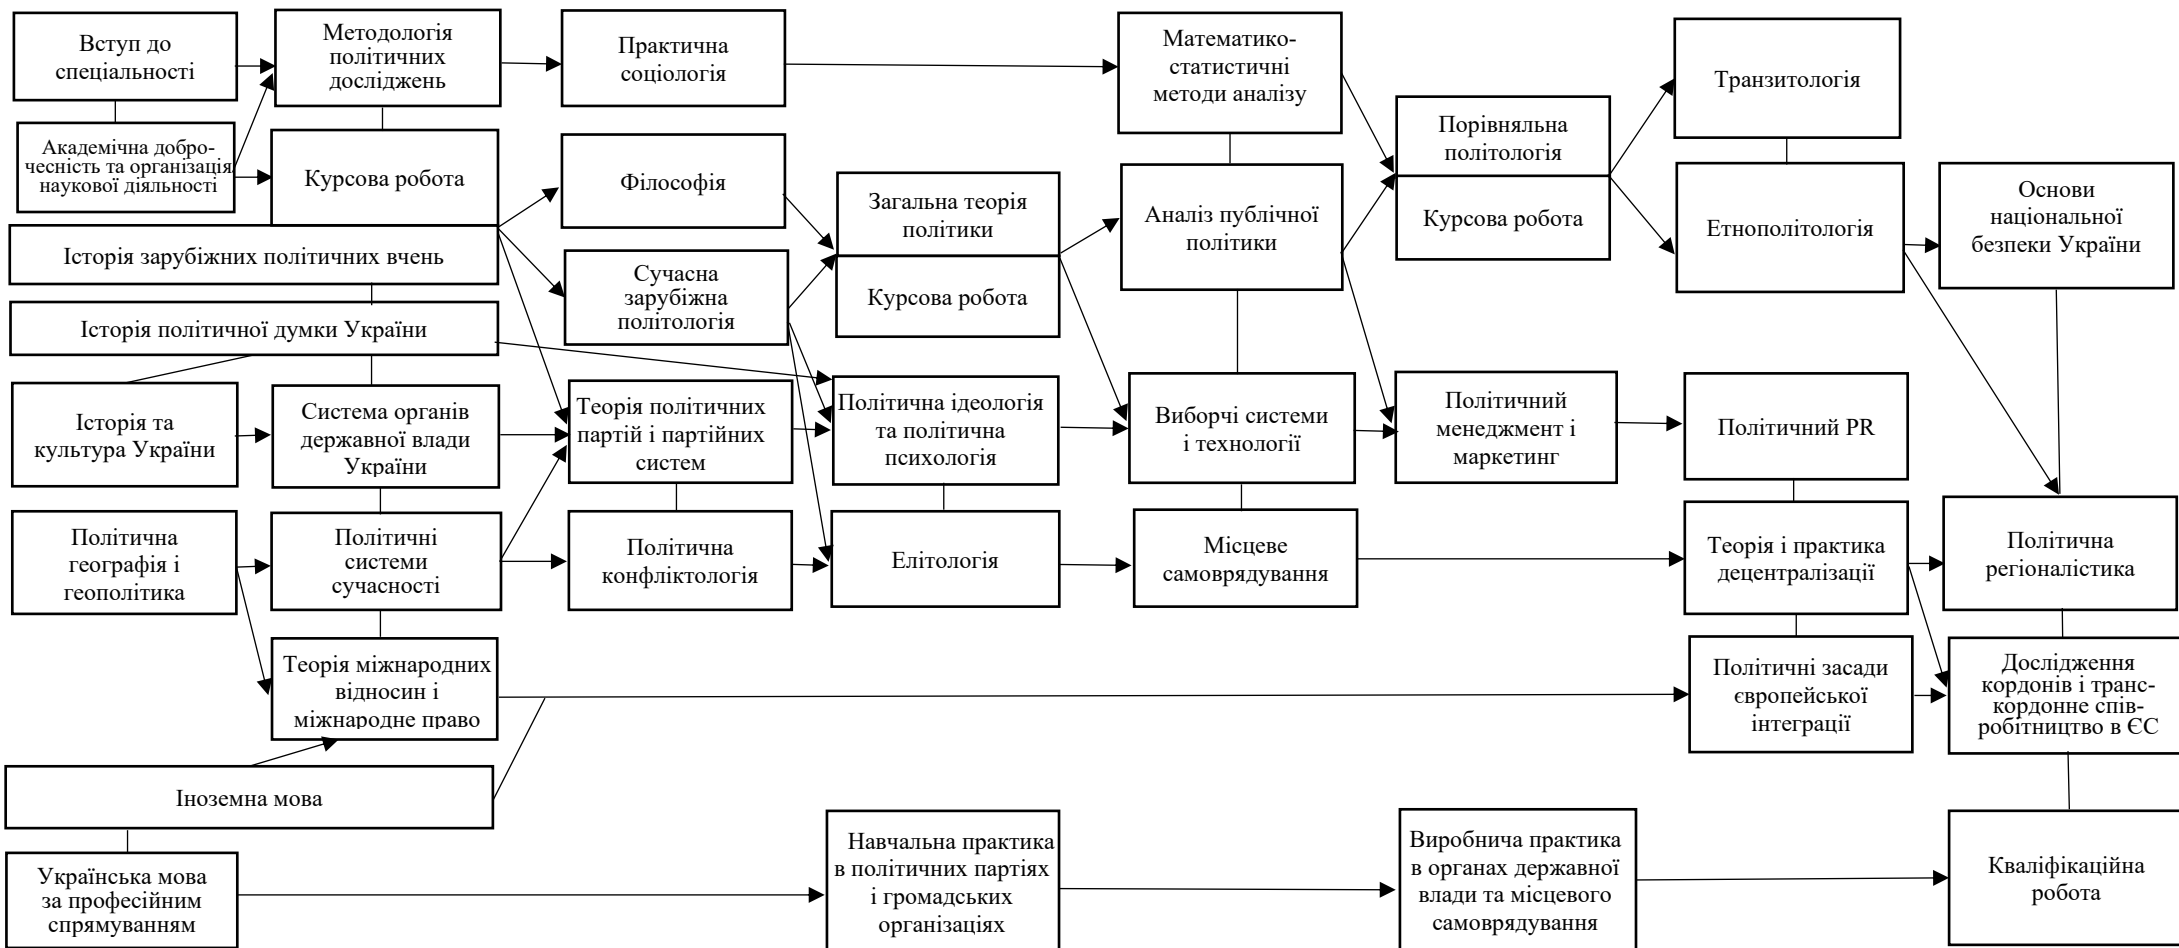 Вступ до
спеціальності
Методологія
політичних
досліджень
Практична
соціологія
Математико-
статистичні
методи аналізу
Транзитологія
Академічна добро-
чесність та організація
наукової діяльності
Курсова робота
Філософія
Загальна теорія
політики
Аналіз публічної
політики
Порівняльна
політологія
Курсова робота
Етнополітологія
Основи
національної
безпеки України
Історія зарубіжних політичних вчень
Сучасна
зарубіжна
політологія
Курсова робота
Історія політичної думки України
Історія та
культура України
Система органів
державної влади
України
Теорія політичних
партій і партійних
систем
Політична ідеологія
та політична
психологія
Виборчі системи
і технології
Політичний
менеджмент і
маркетинг
Політичний PR
Політична
географія і
геополітика
Політичні
системи
сучасності
Політична
конфліктологія
Елітологія
Місцеве
самоврядування
Теорія і практика
децентралізації
Політична
регіоналістика
Теорія міжнародних
відносин і
міжнародне право
Політичні засади
європейської
інтеграції
Дослідження
кордонів і транс-
кордонне спів-
робітництво в ЄС
Іноземна мова
Українська мова
за професійним
спрямуванням
Навчальна практика
в політичних партіях
і громадських
організаціях
Виробнича практика
в органах державної
влади та місцевого
самоврядування
Кваліфікаційна
робота